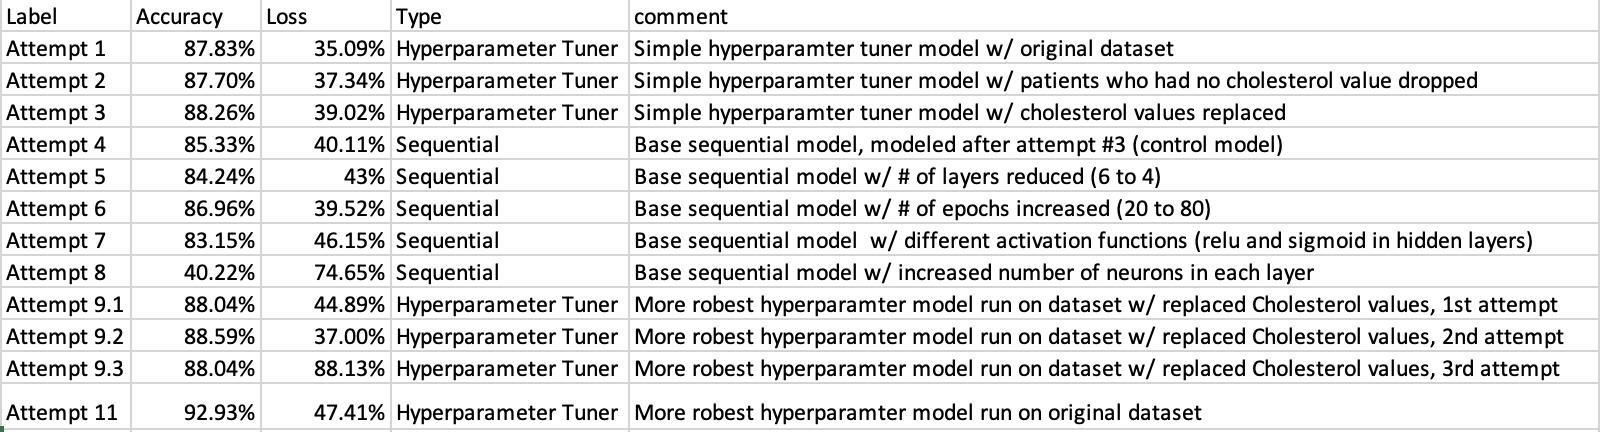 Label Accuracy Loss Type comment
Attempt 1 87.83% 35.09% Hyperparameter Tuner Simple hyperparamter tuner model w/ original dataset
Attempt 2 87.70% 37.34% Hyperparameter Tuner Simple hyperparamter tuner model w/ patients who had no cholesterol value dropped
Attempt 3 88.26% 39.02% Hyperparameter Tuner Simple hyperparamter tuner model w/ cholesterol values replaced
Attempt 4 85.33% 40.11% Sequential Base sequential model, modeled after attempt #3 (control model)
Attempt 5 84.24% 43% Sequential Base sequential model w/ # of layers reduced (6 to 4)
Attempt 6 86.96% 39.52% Sequential Base sequential model w/ # of epochs increased (20 to 80)
Attempt 7 83.15% 46.15% Sequential Base sequential model  w/ different activation functions (relu and sigmoid in hidden layers)
Attempt 8 40.22% 74.65% Sequential Base sequential model w/ increased number of neurons in each layer
Attempt 9.1 88.04% 44.89% Hyperparameter Tuner More robest hyperparamter model run on dataset w/ replaced Cholesterol values, 1st attempt
Attempt 9.2 88.59% 37.00% Hyperparameter Tuner More robest hyperparamter model run on dataset w/ replaced Cholesterol values, 2nd attempt
Attempt 9.3 88.04% 88.13% Hyperparameter Tuner More robest hyperparamter model run on dataset w/ replaced Cholesterol values, 3rd attempt
Attempt 11 92.93% 47.41% Hyperparameter Tuner More robest hyperparamter model run on original dataset